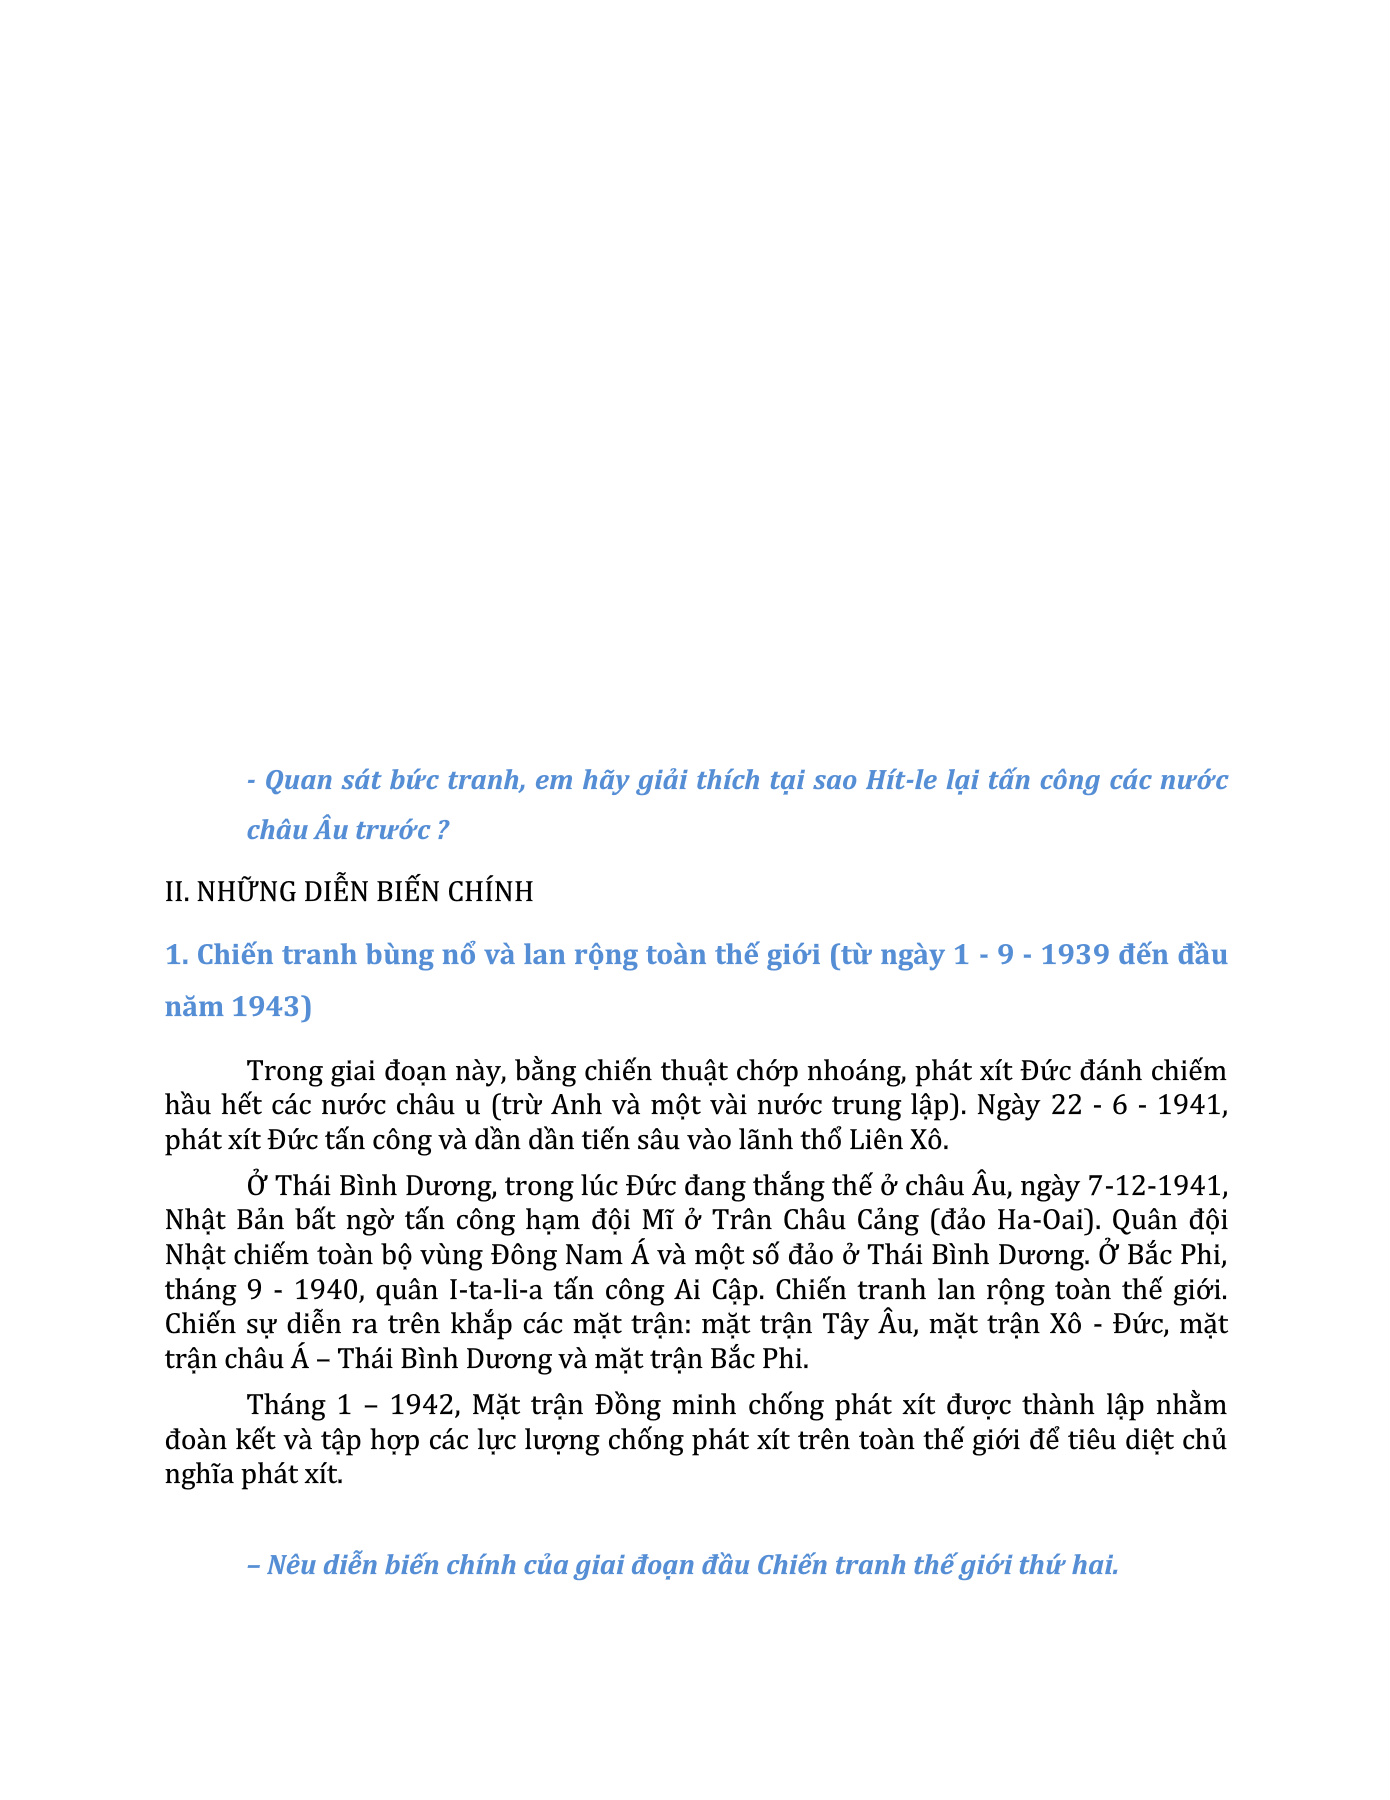 - Quan sát bức tranh, em hãy giải thích tại sao Hít-le lại tấn công các nước
châu Âu trước ?
II. NHỮNG DIỄN BIẾN CHÍNH
1. Chiến tranh bùng nổ và lan rộng toàn thế giới (từ ngày 1 - 9 - 1939 đến đầu
năm 1943)
Trong giai đoạn này, bằng chiến thuật chớp nhoáng, phát xít Đức đánh chiếm
hầu hết các nước châu u (trừ Anh và một vài nước trung lập). Ngày 22 - 6 - 1941,
phát xít Đức tấn công và dần dần tiến sâu vào lãnh thổ Liên Xô.
Ở Thái Bình Dương, trong lúc Đức đang thắng thế ở châu Âu, ngày 7-12-1941,
Nhật Bản bất ngờ tấn công hạm đội Mĩ ở Trân Châu Cảng (đảo Ha-Oai). Quân đội
Nhật chiếm toàn bộ vùng Đông Nam Á và một số đảo ở Thái Bình Dương. Ở Bắc Phi,
tháng 9 - 1940, quân I-ta-li-a tấn công Ai Cập. Chiến tranh lan rộng toàn thế giới.
Chiến sự diễn ra trên khắp các mặt trận: mặt trận Tây Âu, mặt trận Xô - Đức, mặt
trận châu Á – Thái Bình Dương và mặt trận Bắc Phi.
Tháng 1 – 1942, Mặt trận Đồng minh chống phát xít được thành lập nhằm
đoàn kết và tập hợp các lực lượng chống phát xít trên toàn thế giới để tiêu diệt chủ
nghĩa phát xít.
– Nêu diễn biến chính của giai đoạn đầu Chiến tranh thế giới thứ hai.